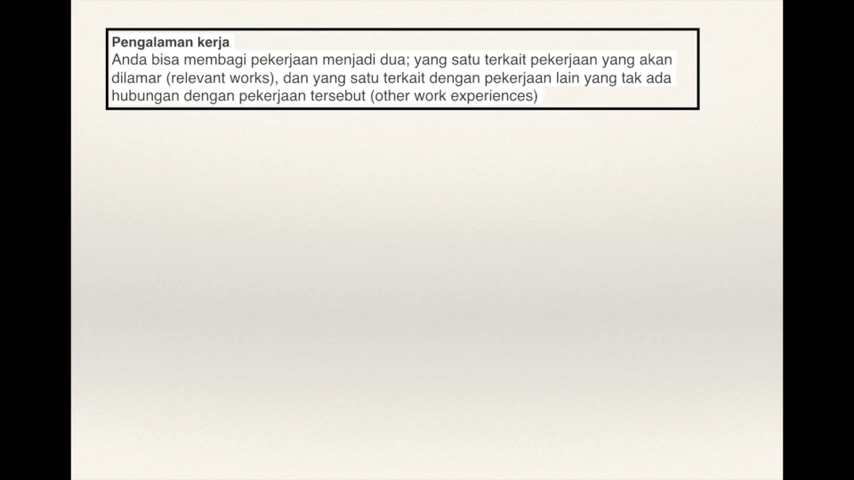 Pengalaman kerja
Anda bisa membagi pekerjaan menjadi dua; yang satu terkait pekerjaan yang akan
dilamar (relevant works), dan yang satu terkait dengan pekerjaan lain yang tak ada
hubungan dengan pekerjaan tersebut (other work experiences)